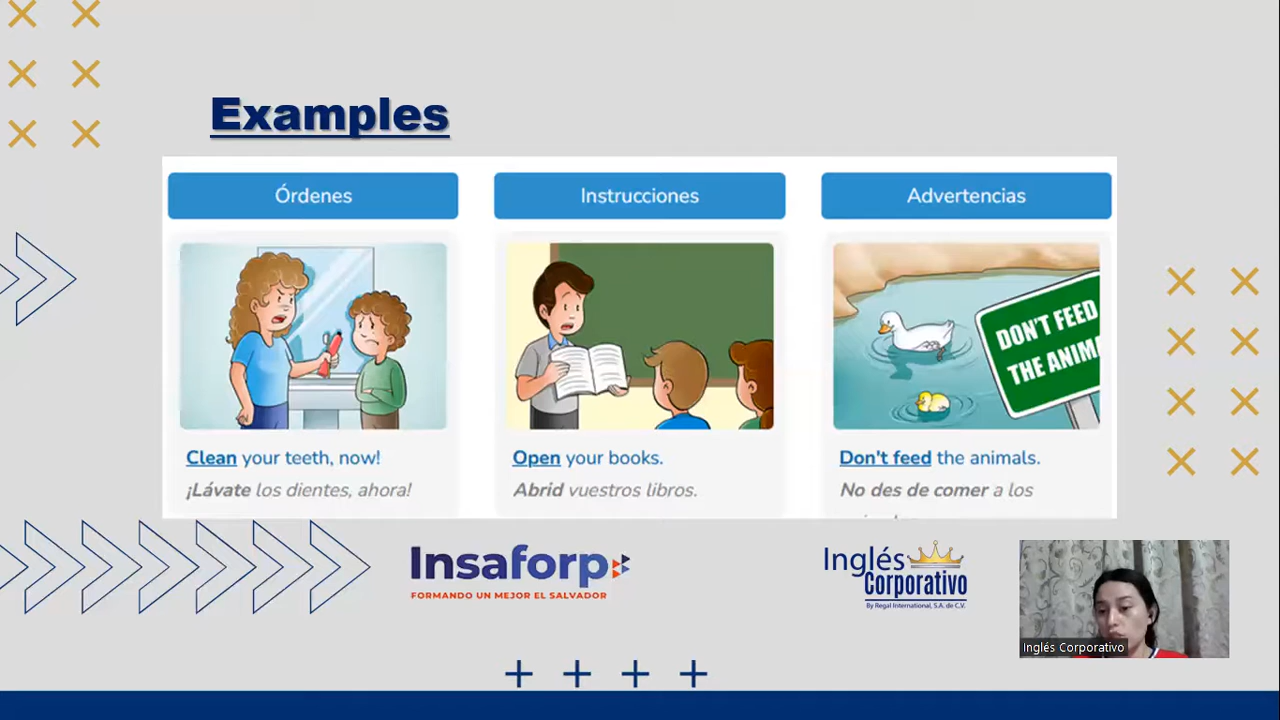 Examples
Órdenes
Instrucciones
Advertencias
DON'T FEED
THE
Clean your teeth, now!
¡Lávate los dientes, ahora!
Open your books.
Abrid vuestros libros.
Don't feed the animals.
No des de comer a los
Insaforp
FORMANDO UN MEJOR EL SALVADOR
Inglés
Corporativo
By Regal International, S.A. de C.V.
Inglés Corporativo